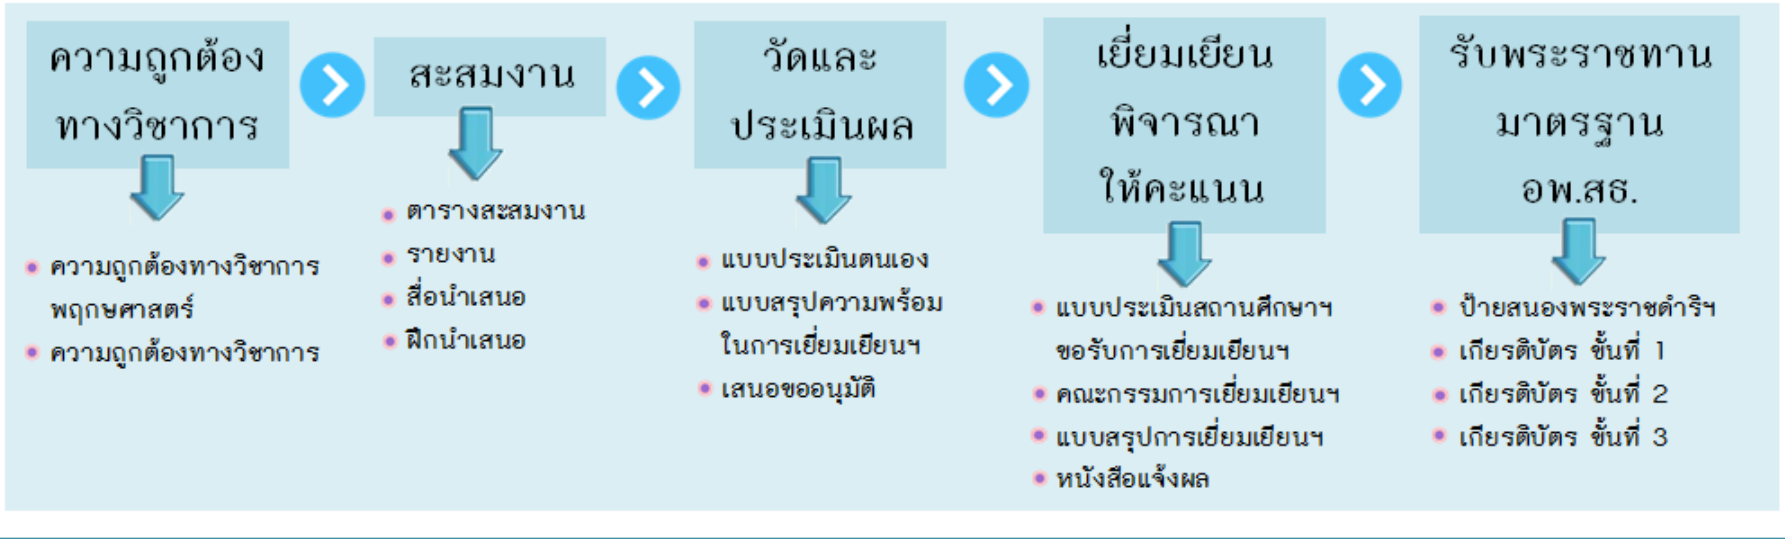 ความถูกต้อง
ทางวิชาการ
สะสมงาน
วัดและ
ประเมินผล
เยี่ยมเยียน
พิจารณา
ให้คะแนน
รับพระราชทาน
มาตรฐาน
อพ.สธ.
ความถูกต้องทางวิชาการ
พฤกษศาสตร์
ความถูกต้องทางวิชาการ
ตารางสะสมงาน
รายงาน
สื่อนำเสนอ
ฝึกนำเสนอ
แบบประเมินตนเอง
แบบสรุปความพร้อม
ในการเยี่ยมเยียนฯ
เสนอขออนุมัติ
แบบประเมินสถานศึกษาฯ
ขอรับการเยี่ยมเยียนฯ
คณะกรรมการเยี่ยมเยียนฯ
แบบสรุปการเยี่ยมเยียนฯ
หนังสือแจ้งผล
ป้ายสนองพระราชดำริฯ
เกียรติบัตร ขั้นที่ 1
เกียรติบัตร ขั้นที่ 2
เกียรติบัตร ขั้นที่ 3